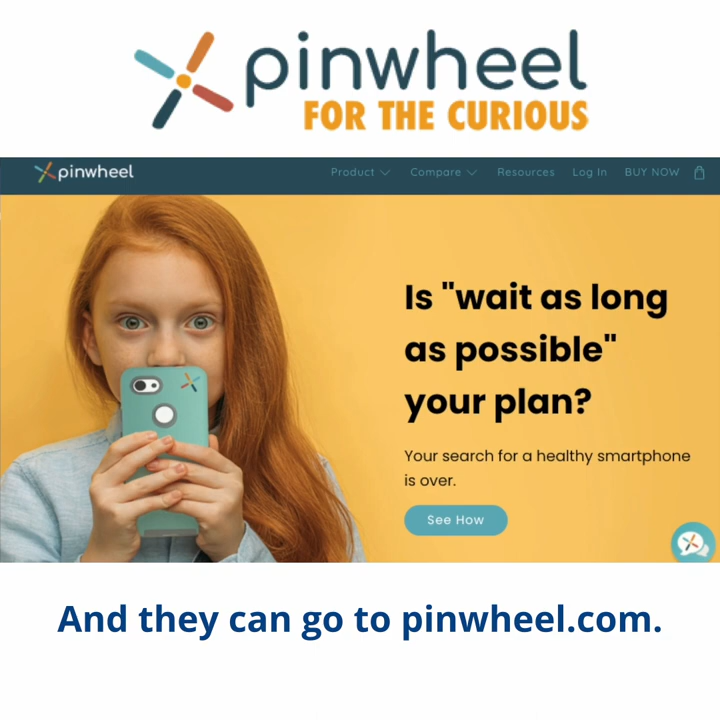 pinwheel
FOR THE CURIOUS
pinwheel Product Compare Resources Log In BUY NOW
Is "wait as long
as possible"
your plan?
Your search for a healthy smartphone
is over.
See How
And they can go to pinwheel.com.